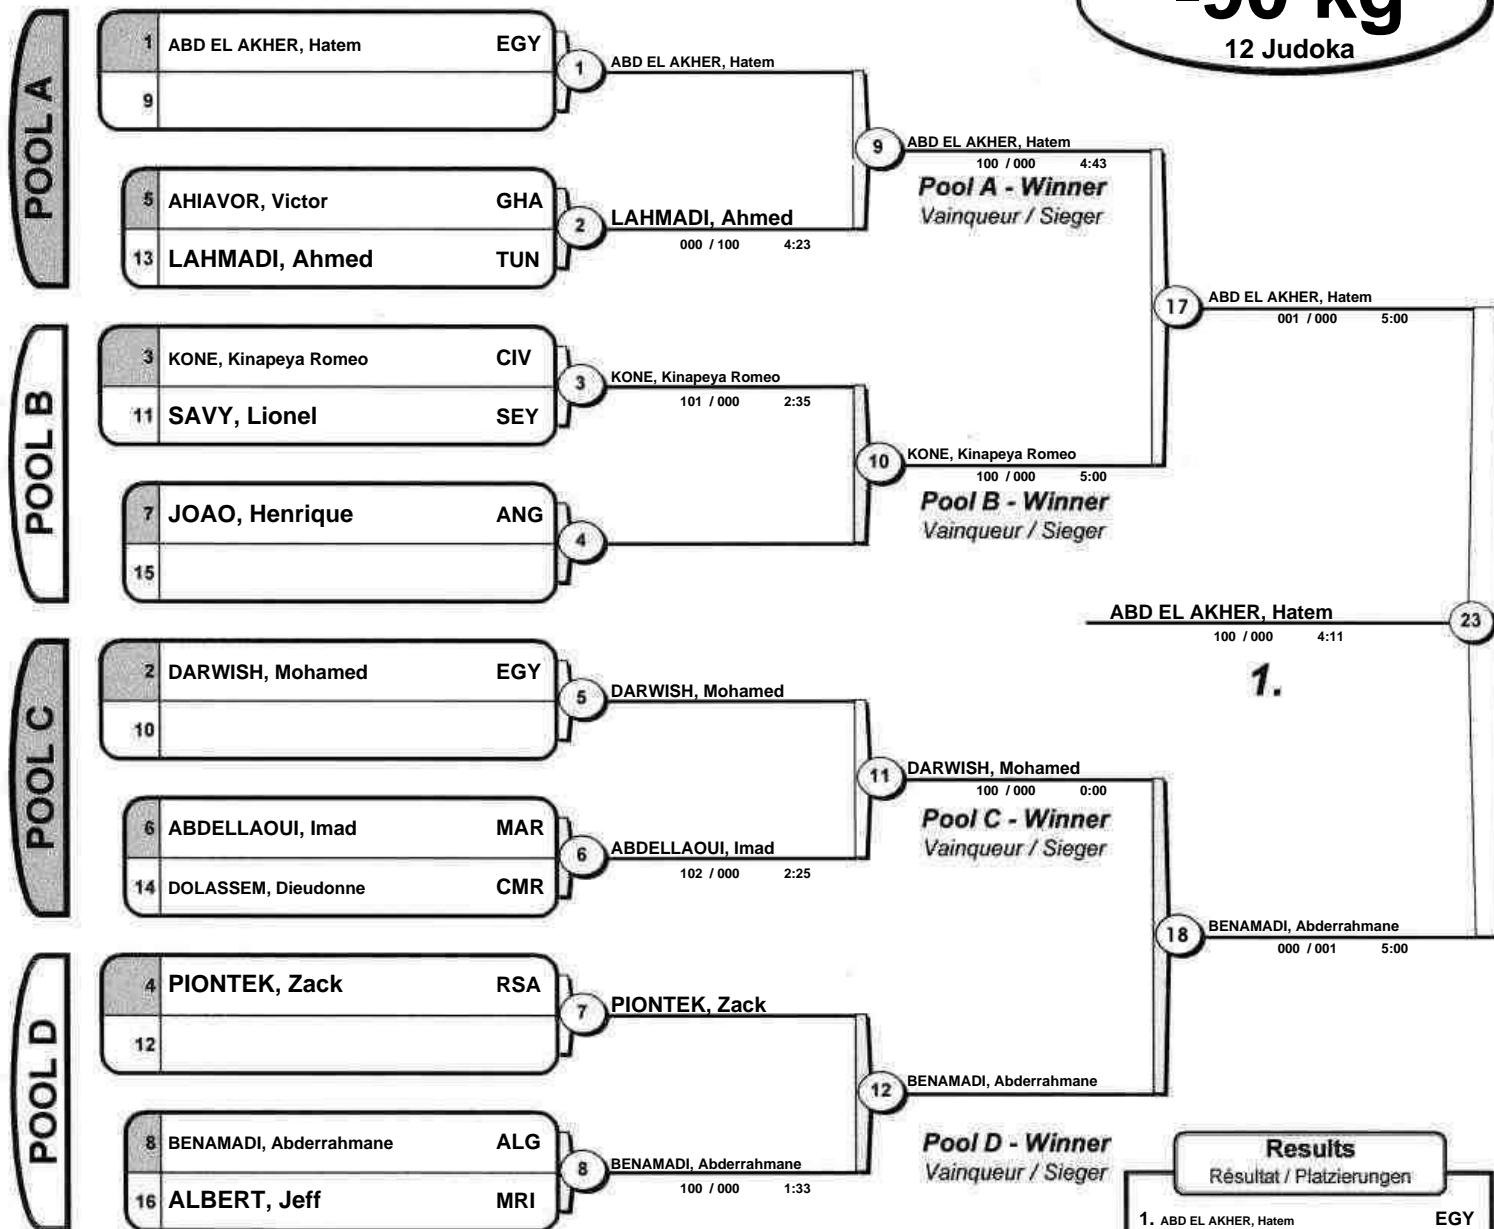 -90 kg
12 Judoka
POOL A
1 ABD EL AKHER, Hatem EGY
9
5 AHIAVOR, Victor GHA
13 LAHMADI, Ahmed TUN
POOL B
3 KONE, Kinapeya Romeo CIV
11 SAVY, Lionel SEY
7 JOAO, Henrique ANG
15
POOL C
2 DARWISH, Mohamed EGY
10
6 ABDELLAOUI, Imad MAR
14 DOLASSEM, Dieudonne CMR
POOL D
4 PIONTEK, Zack RSA
12
8 BENAMADI, Abderrahmane ALG
16 ALBERT, Jeff MRI
1 ABD EL AKHER, Hatem
2 LAHMADI, Ahmed
000 / 100 4:23
3 KONE, Kinapeya Romeo
101 / 000 2:35
4
5 DARWISH, Mohamed
6 ABDELLAOUI, Imad
102 / 000 2:25
7 PIONTEK, Zack
8 BENAMADI, Abderrahmane
100 / 000 1:33
9 ABD EL AKHER, Hatem
100 / 000 4:43
Pool A - Winner
Vainqueur / Sieger
10 KONE, Kinapeya Romeo
100 / 000 5:00
Pool B - Winner
Vainqueur / Sieger
11 DARWISH, Mohamed
100 / 000 0:00
Pool C - Winner
Vainqueur / Sieger
12 BENAMADI, Abderrahmane
Pool D - Winner
Vainqueur / Sieger
17 ABD EL AKHER, Hatem
001 / 000 5:00
18 BENAMADI, Abderrahmane
000 / 001 5:00
ABD EL AKHER, Hatem 23
100 / 000 4:11
1.
Results
Résultat / Platzierungen
1. ABD EL AKHER, Hatem EGY